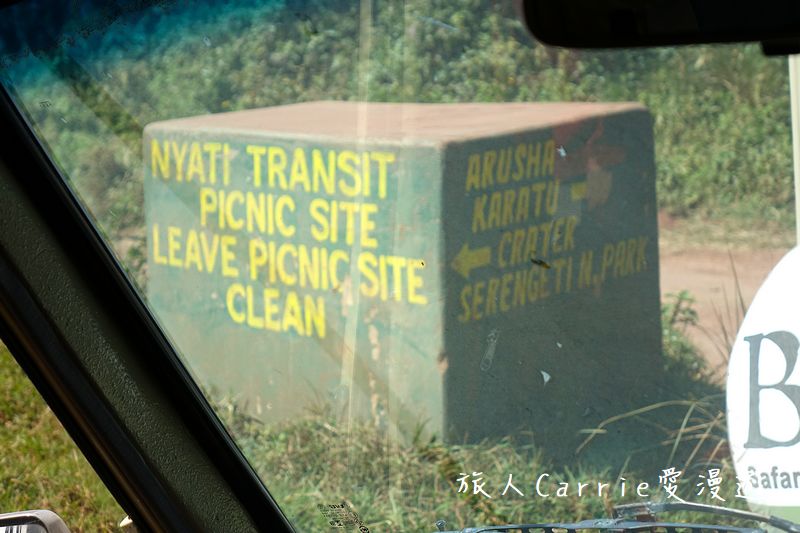 NYATI TRANSIT
PICNIC SITE
LEAVE PICNIC SITE
CLEAN
ARUSHA
KARATU
CRATER
SERENGETI N. PARK
B
Safar
旅人Carrie愛漫